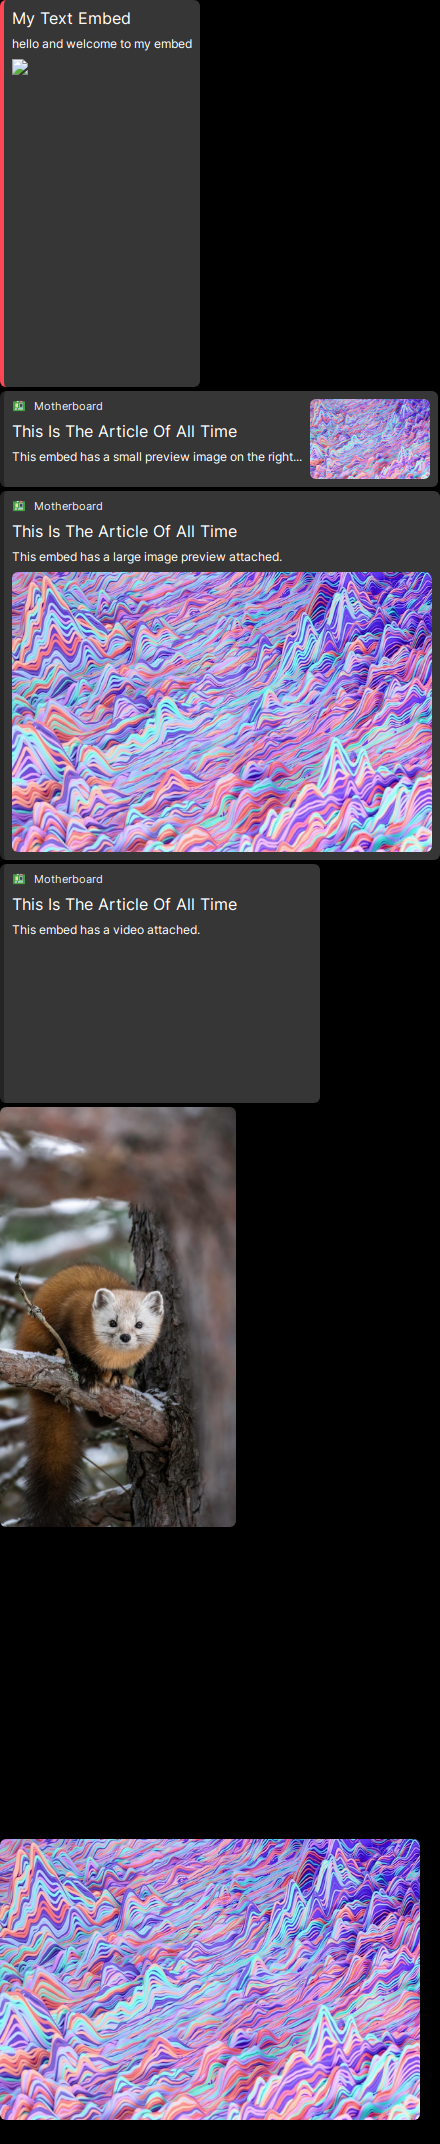 My Text Embed
hello and welcome to my embed
Motherboard
This Is The Article Of All Time
This embed has a small preview image on the right...
Motherboard
This Is The Article Of All Time
This embed has a large image preview attached.
Motherboard
This Is The Article Of All Time
This embed has a video attached.